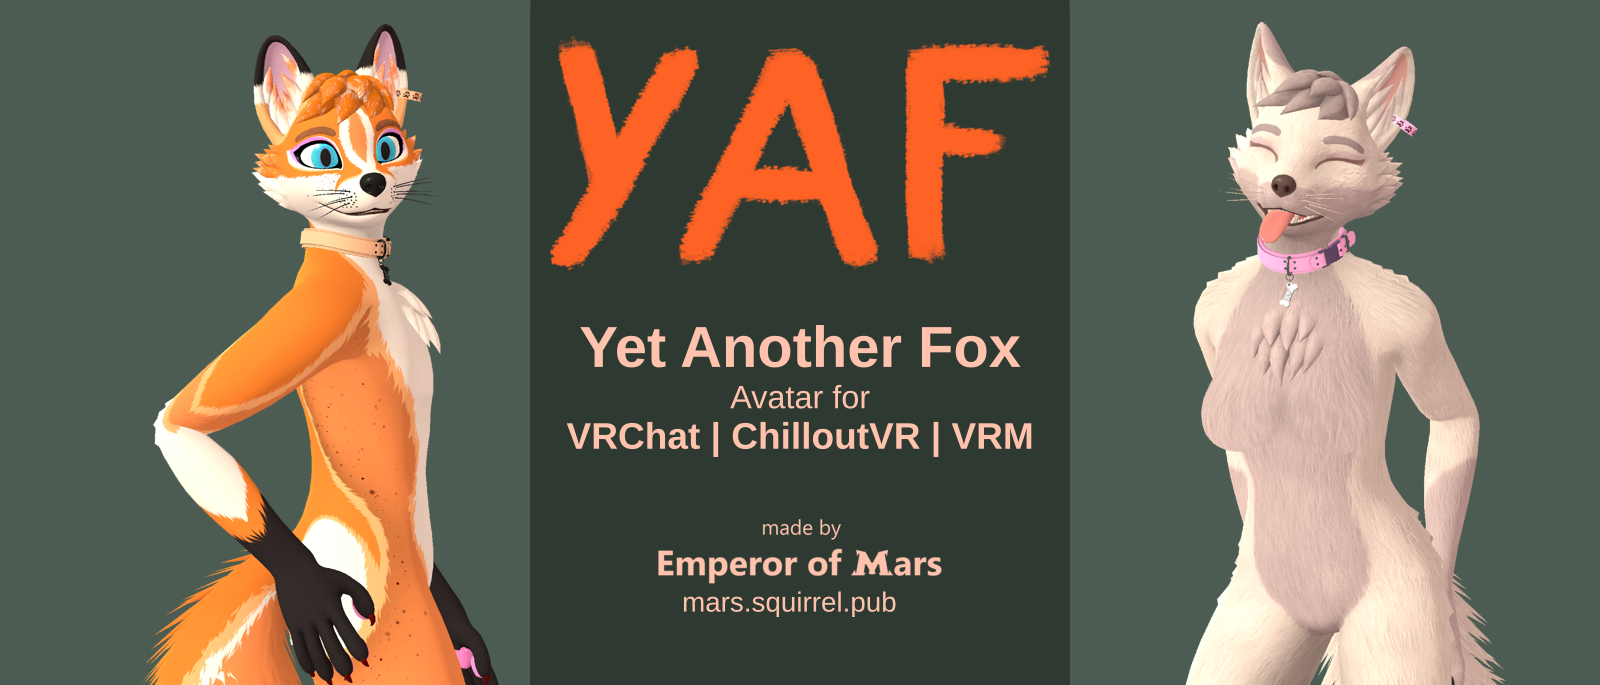 YAF
Yet Another Fox
Avatar for
VRChat | ChilloutVR | VRM
made by
Emperor of Mars
mars.squirrel.pub